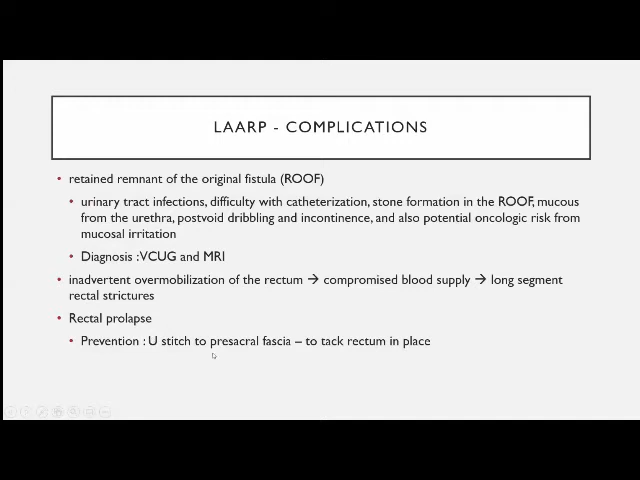 LAARP - COMPLICATIONS
• retained remnant of the original fistula (ROOF)
• urinary tract infections, difficulty with catheterization, stone formation in the ROOF, mucous
from the urethra, postvoid dribbling and incontinence, and also potential oncologic risk from
mucosal irritation
• Diagnosis :VCUG and MRI
• inadvertent overmobilization of the rectum → compromised blood supply → long segment
rectal strictures
• Rectal prolapse
• Prevention : U stitch to presacral fascia – to tack rectum in place